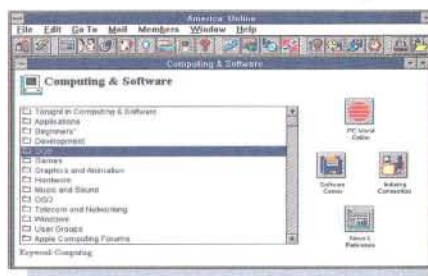 America Online
File Edit Go To Mail Members Window Help
Computing & Software
Computing & Software
Tonight in Computing & Software
Applications
Beginners'
Development
DOS
Games
Graphics and Animation
Hardware
Music and Sound
OS/2
Telecom and Networking
Windows
User Groups
Apple Computing Forums
PC World
Online
Software
Center
Industry
Connection
News &
Reference
Keyword: Computing